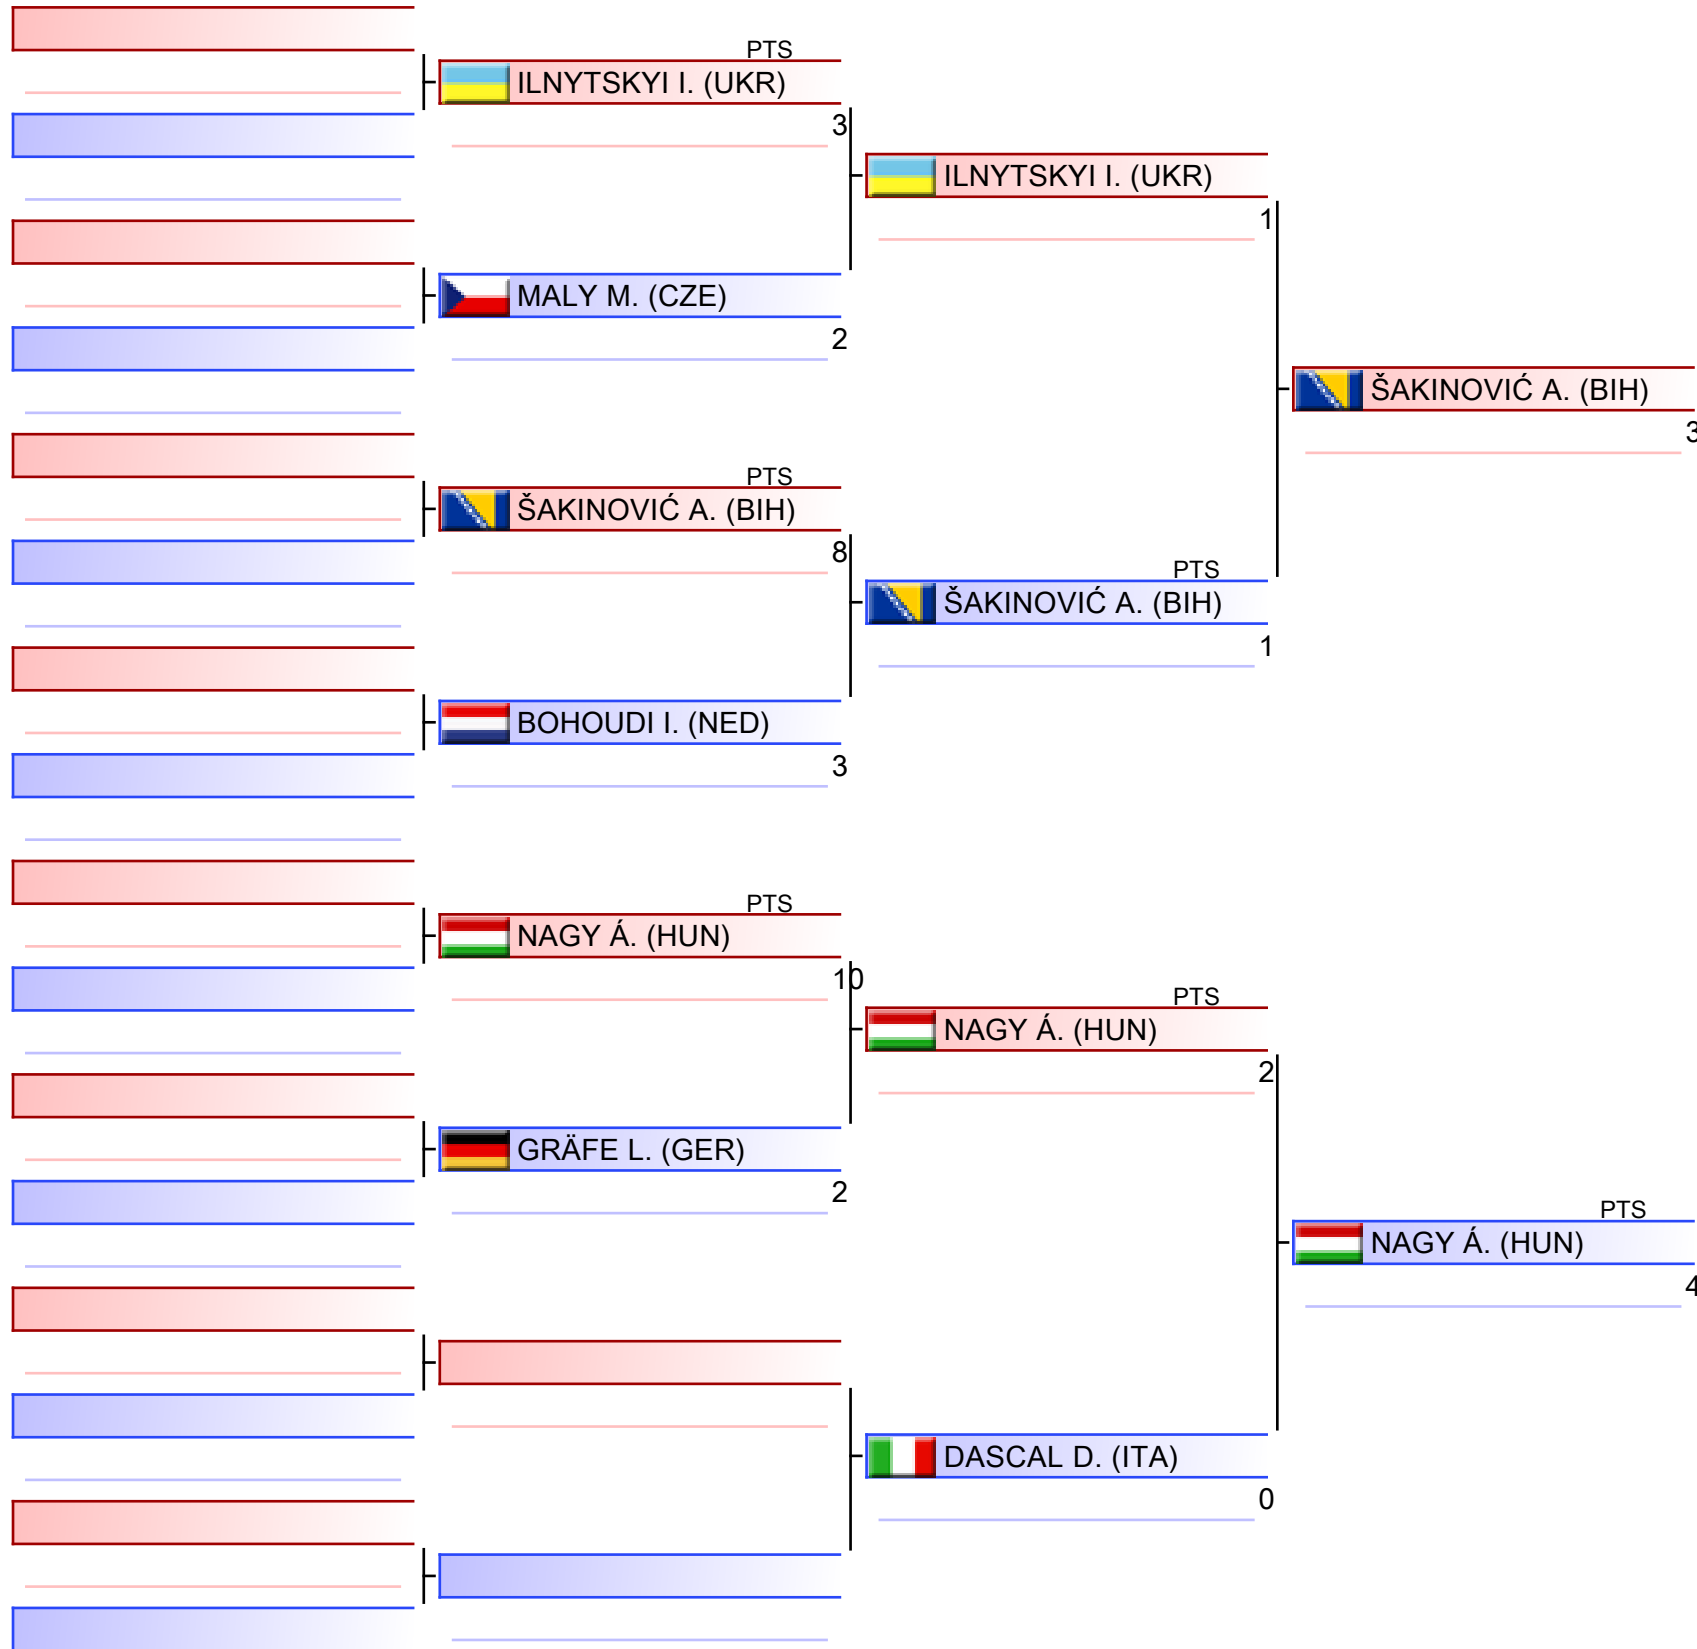 PTS
ILNYTSKYI I. (UKR)
3
ILNYTSKYI I. (UKR)
1
MALY M. (CZE)
2
ŠAKINOVIĆ A. (BIH)
3
PTS
ŠAKINOVIĆ A. (BIH)
8
PTS
ŠAKINOVIĆ A. (BIH)
1
BOHOUDI I. (NED)
3
PTS
NAGY Á. (HUN)
10
PTS
NAGY Á. (HUN)
2
GRÄFE L. (GER)
2
PTS
NAGY Á. (HUN)
4
DASCAL D. (ITA)
0